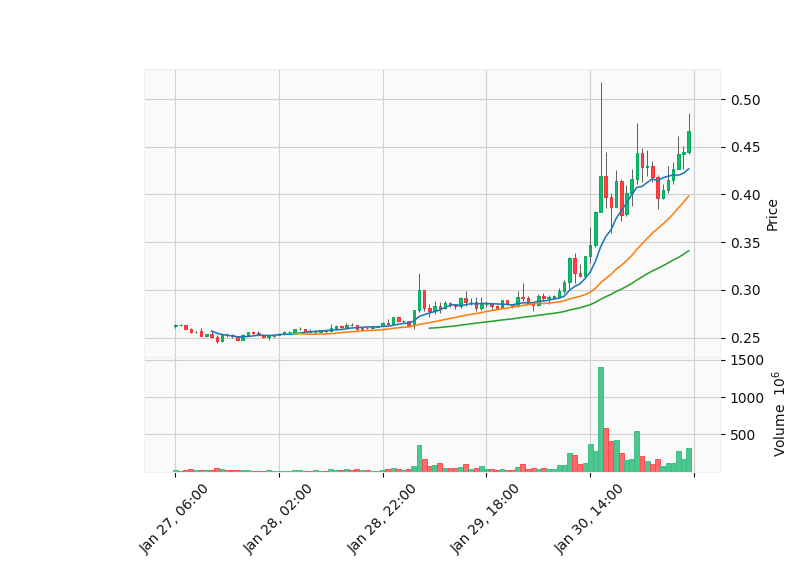 0.50
0.45
0.40
0.35
0.30
0.25
Price
1500
1000
500
Volume 10^6
Jan 27, 06:00
Jan 28, 02:00
Jan 28, 22:00
Jan 29, 18:00
Jan 30, 14:00